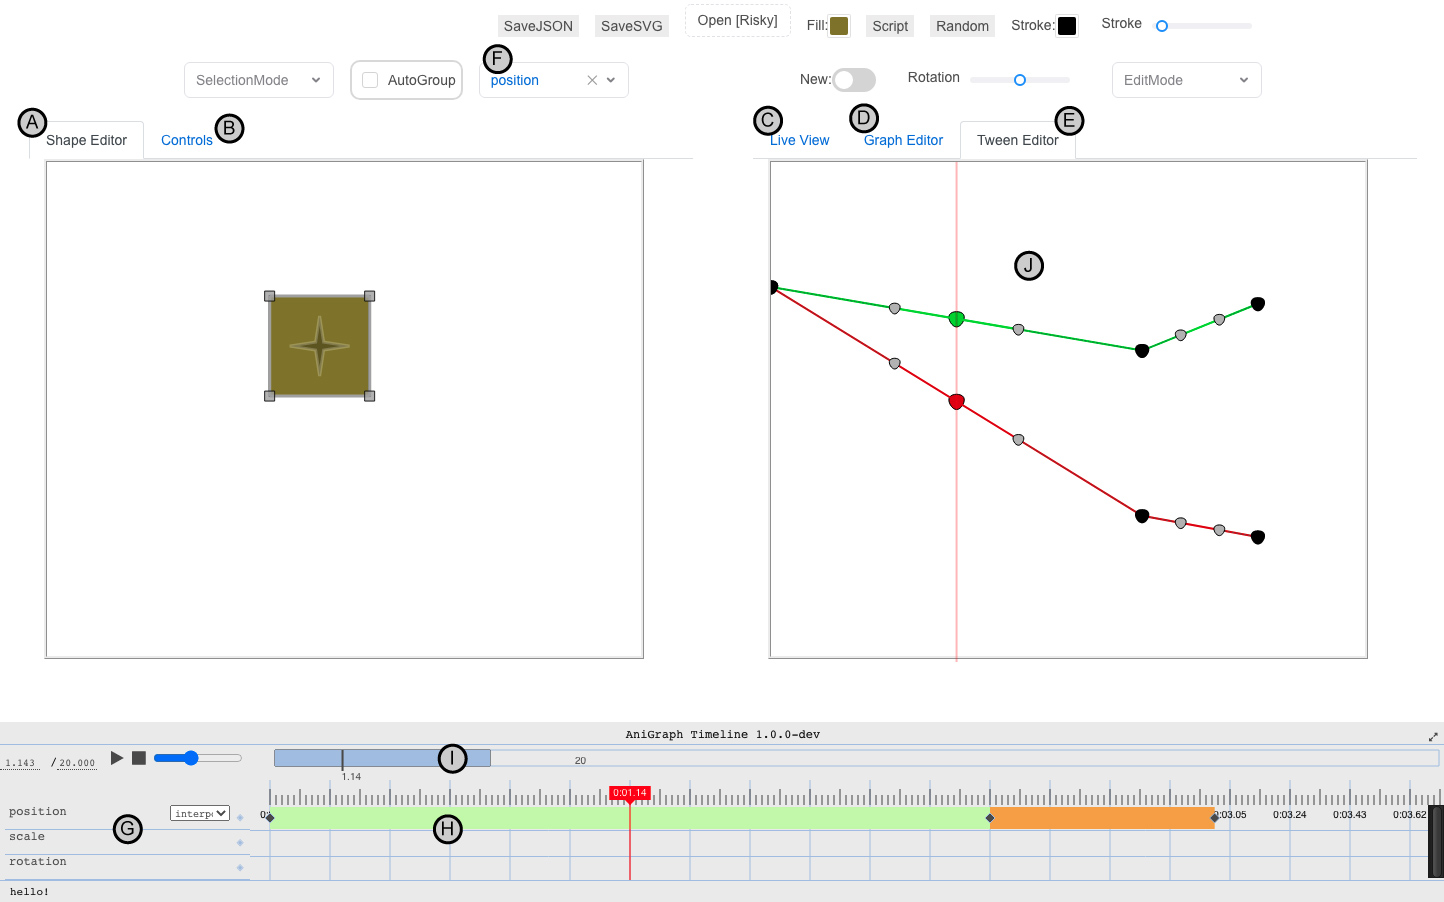 SaveJSON SaveSVG Open [Risky] Fill: Script Random Stroke: Stroke
F
SelectionMode AutoGroup position New: Rotation EditMode
A B C D E
Shape Editor Controls Live View Graph Editor Tween Editor
J
AniGraph Timeline 1.0.0-dev
1.143 /20.000 I 20
1.14
0:01.14
position 0:03.05 0:03.24 0:03.43 0:03.62
G H
scale
rotation
hello!